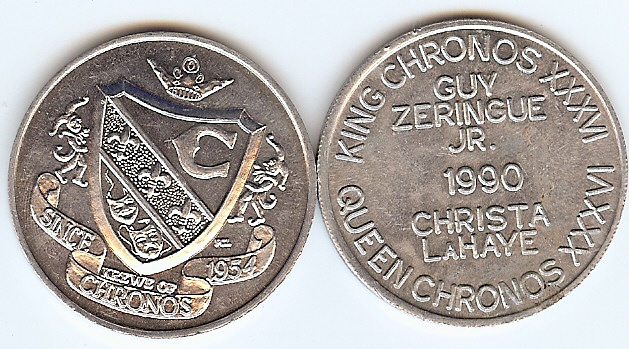 C
SINCE
KREWE OF
CHRONOS
1954
KING CHRONOS XXXVI
GUY
ZERINGUE
JR.
1990
CHRISTA
LAHAYE
QUEEN CHRONOS XXXVI